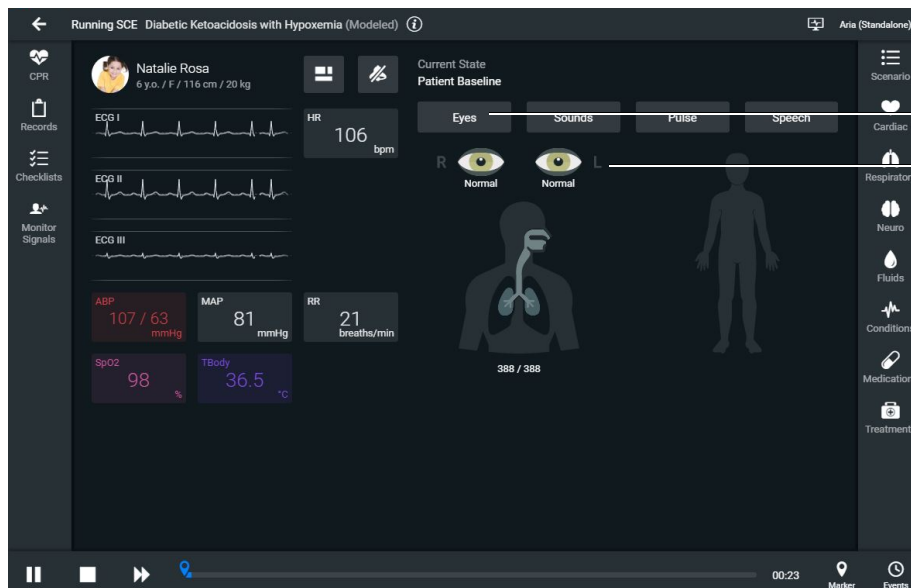 Running SCE Diabetic Ketoacidosis with Hypoxemia (Modeled) i
Aria (Standalone)
CPR
Records
Checklists
Monitor
Signals
Natalie Rosa
6 y.o. / F / 116 cm / 20 kg
ECG I
HR
106
bpm
ECG II
ECG III
ABP
107 / 63
mmHg
MAP
81
mmHg
RR
21
breaths/min
SpO2
98
%
TBody
36.5
°C
Current State
Patient Baseline
Eyes
Sounds
Pulse
Speech
R
L
Normal
Normal
388 / 388
Scenario
Cardiac
Respirator
Neuro
Fluids
Condition
Medication
Treatment
00:23
Marker
Events